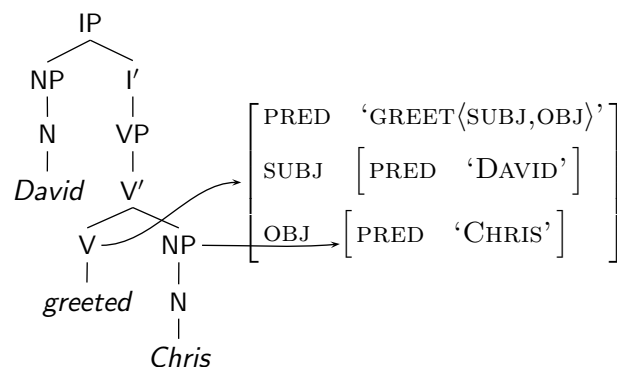 IP
NP I′
N VP
David V′
V NP
greeted N
Chris
PRED ‘GREET⟨SUBJ,OBJ⟩’
SUBJ [PRED ‘DAVID’]
OBJ [PRED ‘CHRIS’]